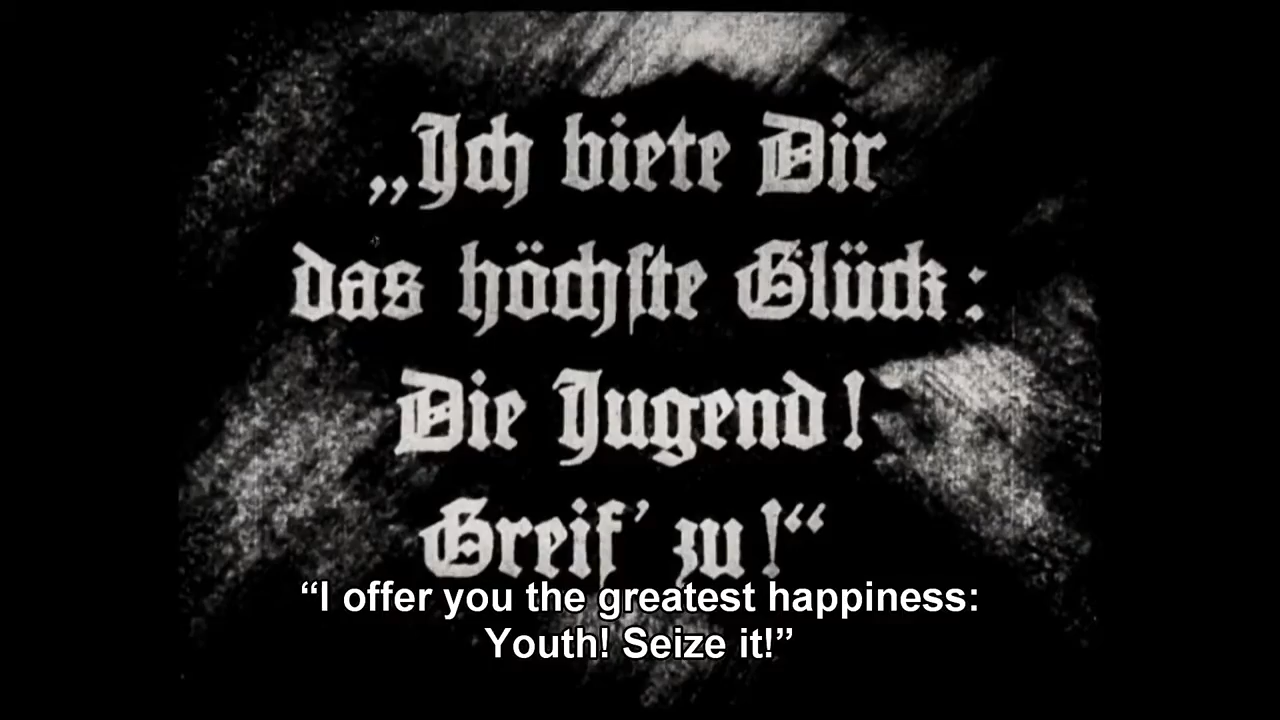 „Ich biete Dir
das höchſte Glück:
Die Jugend!
Greif’ zu!“
“I offer you the greatest happiness:
Youth! Seize it!”